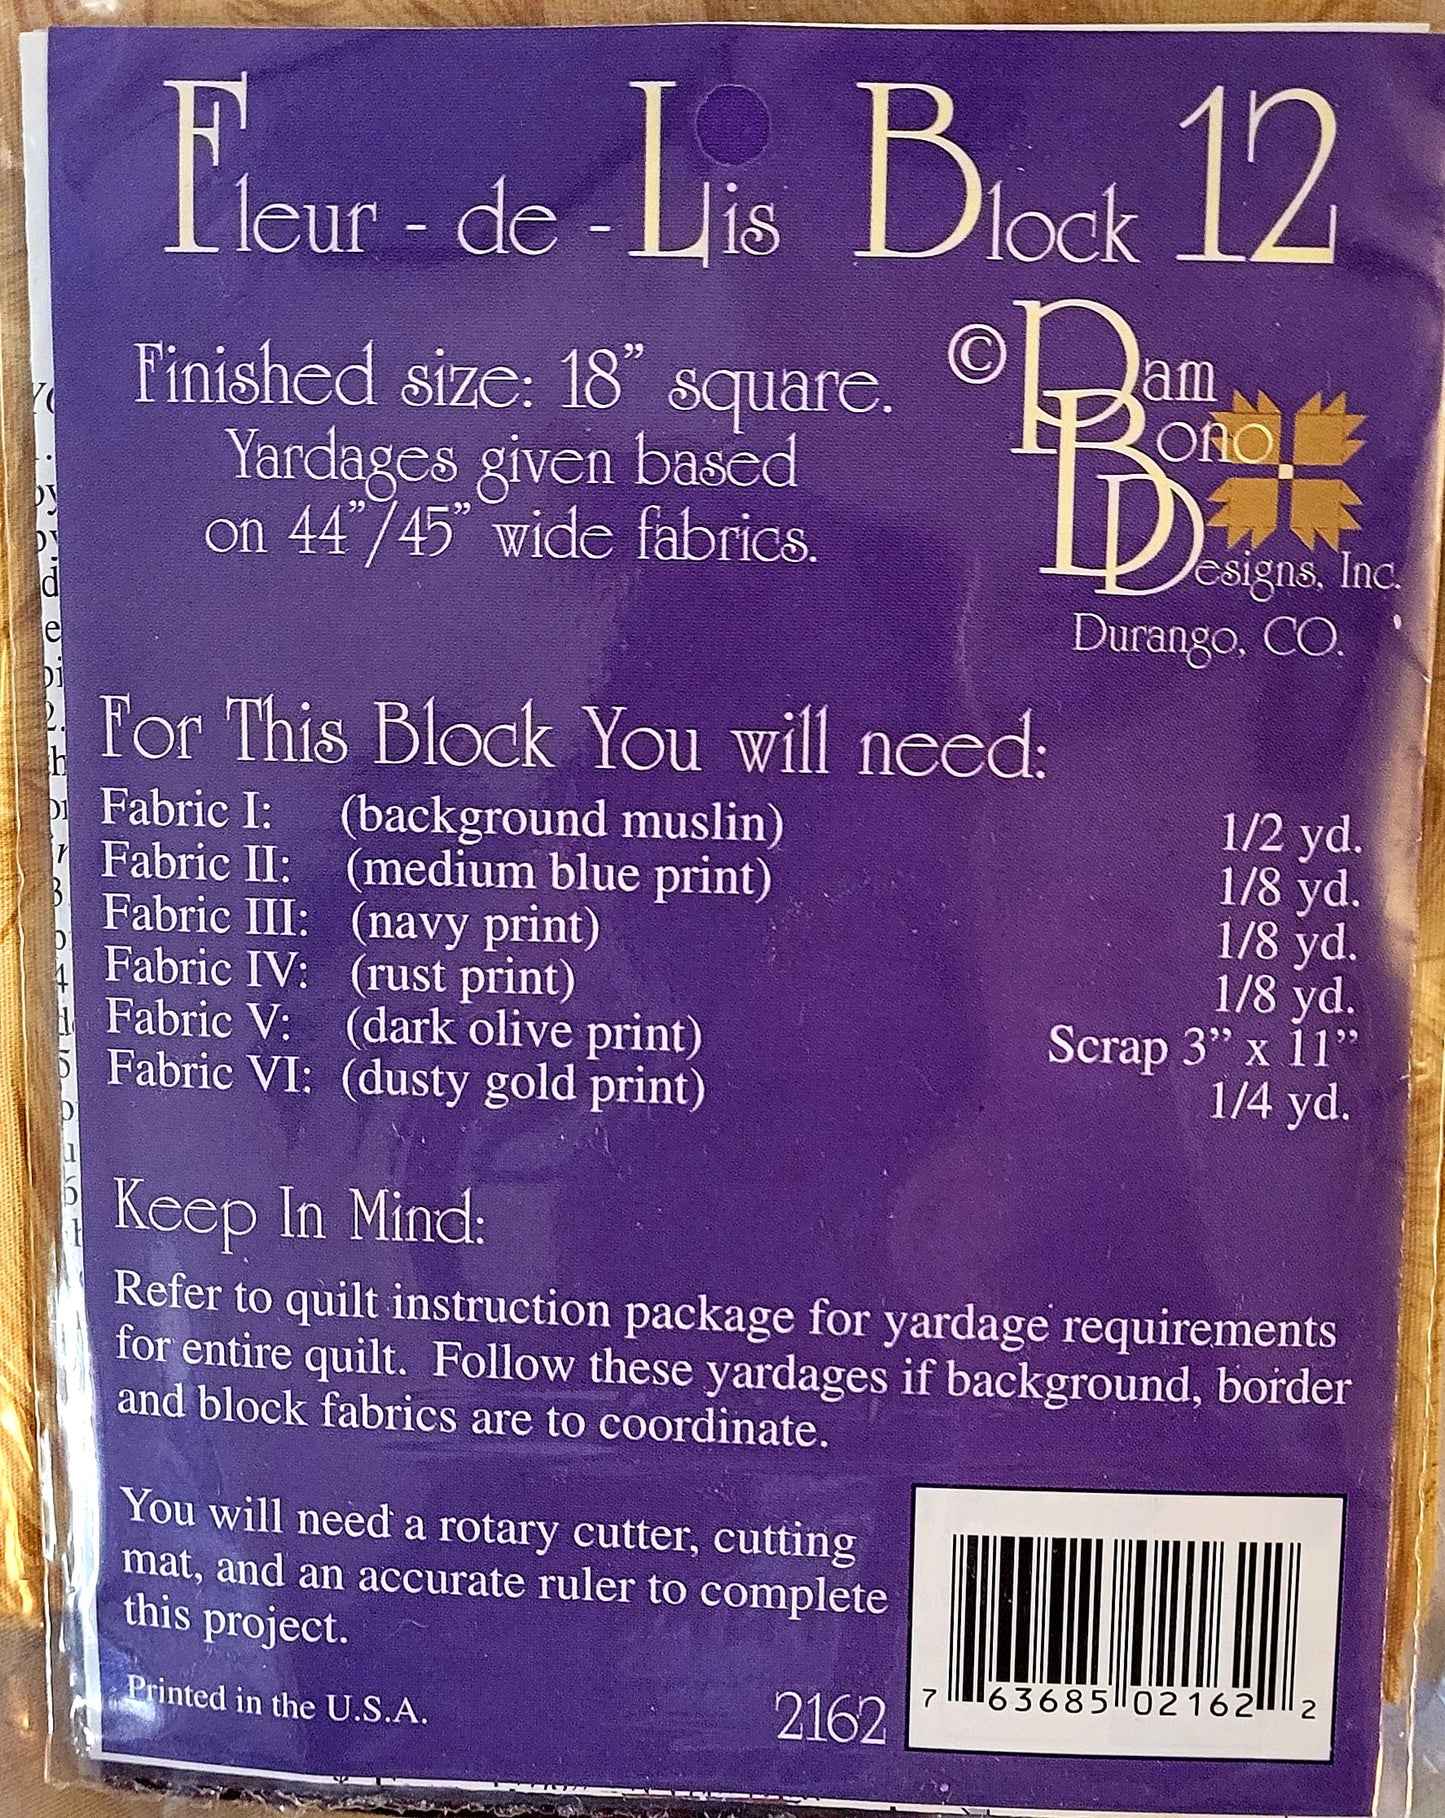 Fleur - de - Lis Block 12
Finished size: 18” square.
Yardages given based
on 44”/45” wide fabrics.
© Pam
Bono
Designs, Inc.
Durango, CO.
For This Block You will need:
Fabric I: (background muslin) 1/2 yd.
Fabric II: (medium blue print) 1/8 yd.
Fabric III: (navy print) 1/8 yd.
Fabric IV: (rust print) 1/8 yd.
Fabric V: (dark olive print) Scrap 3” x 11”
Fabric VI: (dusty gold print) 1/4 yd.
Keep In Mind:
Refer to quilt instruction package for yardage requirements
for entire quilt. Follow these yardages if background, border
and block fabrics are to coordinate.
You will need a rotary cutter, cutting
mat, and an accurate ruler to complete
this project.
Printed in the U.S.A.
2162
7 63685 02162 2